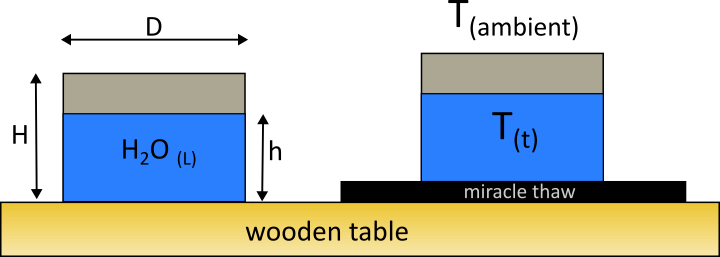 D
T(ambient)
H
H₂O (L)
h
T(t)
miracle thaw
wooden table